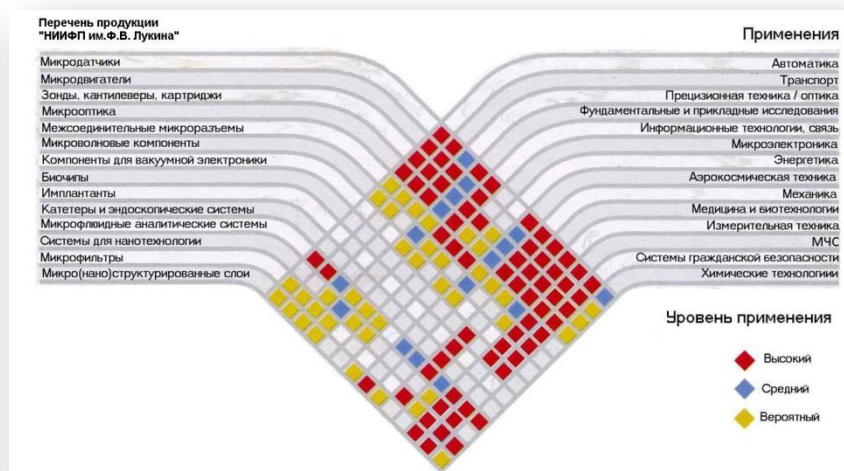 Перечень продукции
"НИИФП им.Ф.В. Лукина"
Микродатчики
Микродвигатели
Зонды, кантилеверы, картриджи
Микрооптика
Межсоединительные микроразъемы
Микроволновые компоненты
Компоненты для вакуумной электроники
Биочипы
Имплантанты
Катетеры и эндоскопические системы
Микрофлюидные аналитические системы
Системы для нанотехнологии
Микрофильтры
Микро(нано)структурированные слои
Применения
Автоматика
Транспорт
Прецизионная техника / оптика
Фундаментальные и прикладные исследования
Информационные технологии, связь
Микроэлектроника
Энергетика
Аэрокосмическая техника
Механика
Медицина и биотехнологии
Измерительная техника
МЧС
Системы гражданской безопасности
Химические технологиии
Уровень применения
Высокий
Средний
Вероятный